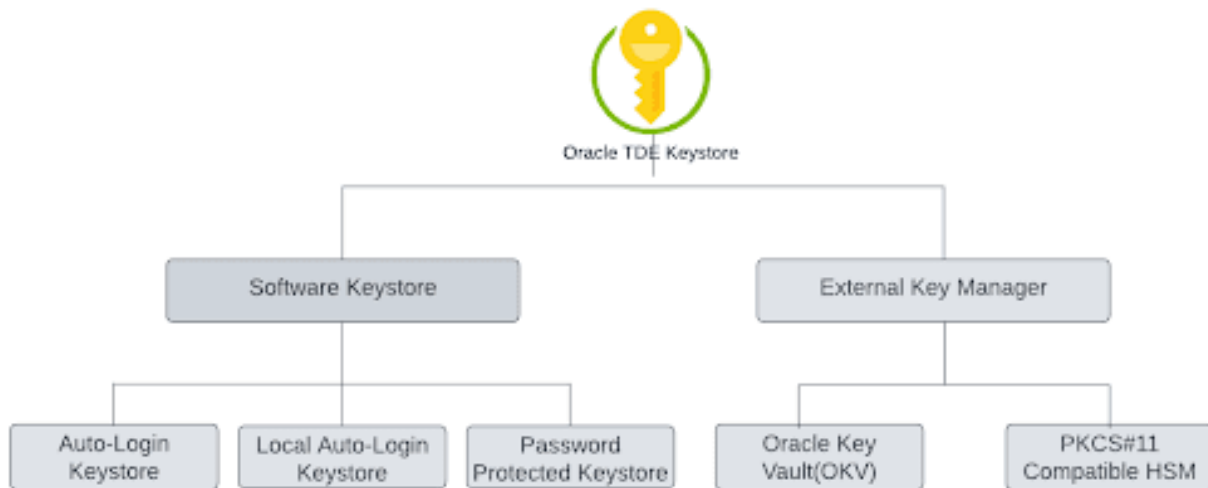 Oracle TDE Keystore
Software Keystore
External Key Manager
Auto-Login
Keystore
Local Auto-Login
Keystore
Password
Protected Keystore
Oracle Key
Vault(OKV)
PKCS#11
Compatible HSM